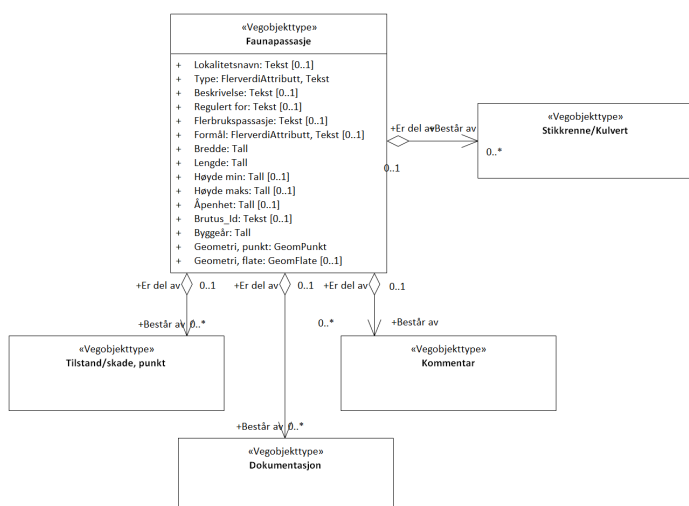 «Vegobjekttype»
Faunapassasje
+ Lokalitetsnavn: Tekst [0..1]
+ Type: FlerverdiAttributt, Tekst
+ Beskrivelse: Tekst [0..1]
+ Regulert for: Tekst [0..1]
+ Flerbrukspassasje: Tekst [0..1]
+ Formål: FlerverdiAttributt, Tekst [0..1]
+ Bredde: Tall
+ Lengde: Tall
+ Høyde min: Tall [0..1]
+ Høyde maks: Tall [0..1]
+ Åpenhet: Tall [0..1]
+ Brutus_Id: Tekst [0..1]
+ Byggeår: Tall
+ Geometri, punkt: GeomPunkt
+ Geometri, flate: GeomFlate [0..1]
+Er del av +Består av
0..1
0..*
«Vegobjekttype»
Stikkrenne/Kulvert
+Er del av 0..1 +Er del av 0..1 +Er del av 0..1
+Består av 0..* 0..* +Består av
«Vegobjekttype»
Tilstand/skade, punkt
«Vegobjekttype»
Kommentar
+Består av 0..*
«Vegobjekttype»
Dokumentasjon